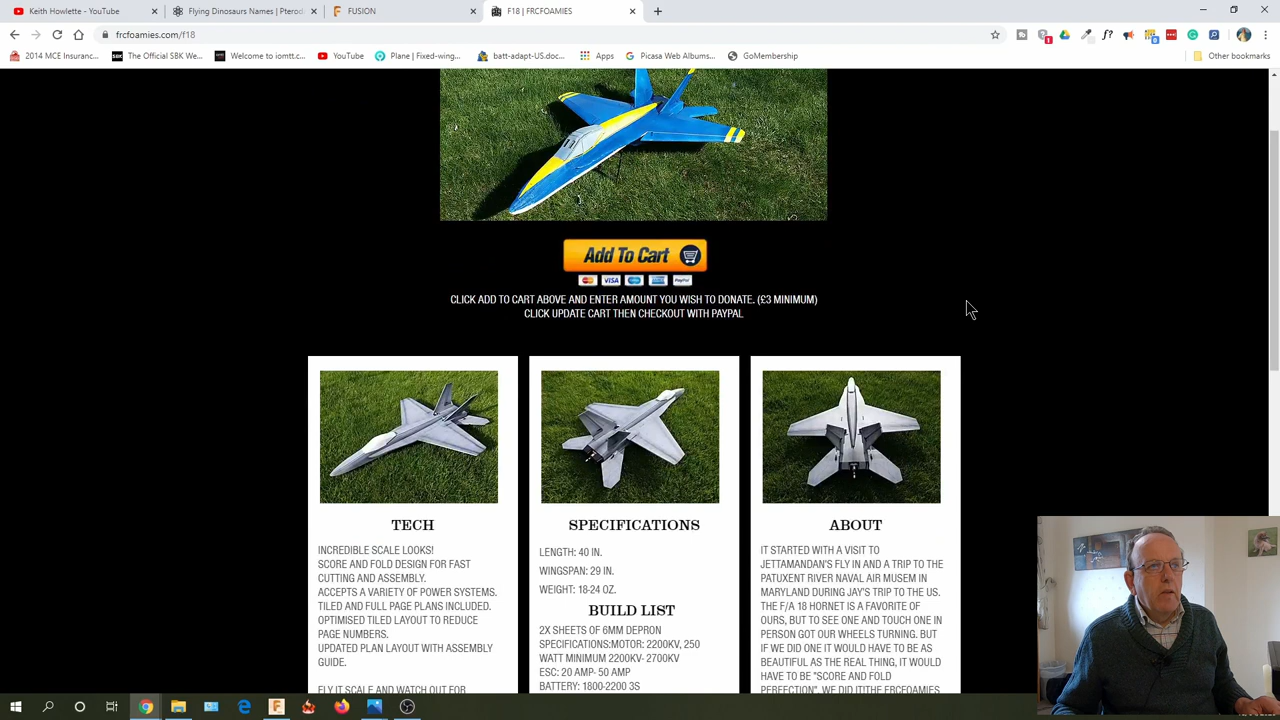 Keith Howlette - YouTube
Flying Dinosaurs Names | Pterod
FUSION
F18 | FRCFOAMIES
frcfoamies.com/f18
2014 MCE Insuranc...
The Official SBK We...
Welcome to iomtt.c...
YouTube
Plane | Fixed-wing...
batt-adapt-US.doc...
Apps
Picasa Web Albums...
GoMembership
Other bookmarks
Add To Cart
VISA
PayPal
CLICK ADD TO CART ABOVE AND ENTER AMOUNT YOU WISH TO DONATE. (£3 MINIMUM)
CLICK UPDATE CART THEN CHECKOUT WITH PAYPAL
TECH
INCREDIBLE SCALE LOOKS!
SCORE AND FOLD DESIGN FOR FAST
CUTTING AND ASSEMBLY.
ACCEPTS A VARIETY OF POWER SYSTEMS.
TILED AND FULL PAGE PLANS INCLUDED.
OPTIMISED TILED LAYOUT TO REDUCE
PAGE NUMBERS.
UPDATED PLAN LAYOUT WITH ASSEMBLY
GUIDE.
FLY IT SCALE AND WATCH OUT FOR
SPECIFICATIONS
LENGTH: 40 IN.
WINGSPAN: 29 IN.
WEIGHT: 18-24 OZ.
BUILD LIST
2X SHEETS OF 6MM DEPRON
SPECIFICATIONS:MOTOR: 2200KV, 250
WATT MINIMUM 2200KV- 2700KV
ESC: 20 AMP- 50 AMP
BATTERY: 1800-2200 3S
ABOUT
IT STARTED WITH A VISIT TO
JETTAMANDAN'S FLY IN AND A TRIP TO THE
PATUXENT RIVER NAVAL AIR MUSEM IN
MARYLAND DURING JAY'S TRIP TO THE US.
THE F/A 18 HORNET IS A FAVORITE OF
OURS, BUT TO SEE ONE AND TOUCH ONE IN
PERSON GOT OUR WHEELS TURNING. BUT
IF WE DID ONE IT WOULD HAVE TO BE AS
BEAUTIFUL AS THE REAL THING, IT WOULD
HAVE TO BE "SCORE AND FOLD
PERFECTION". WE DID IT!THE FRCFOAMIES